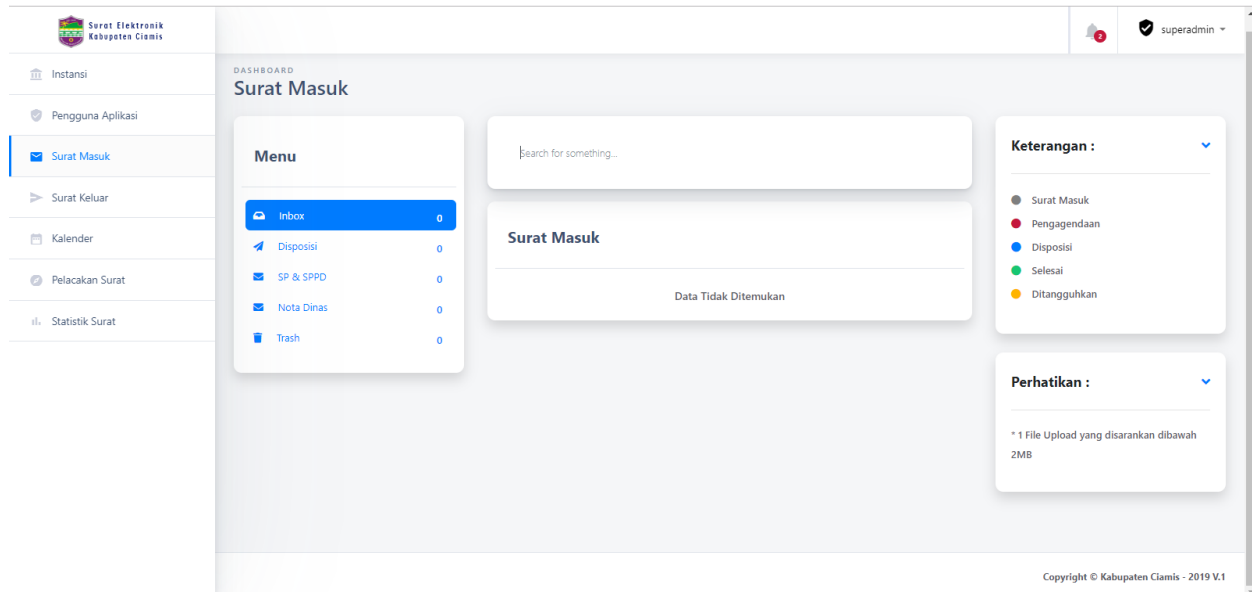 Surat Elektronik
Kabupaten Ciamis
2
superadmin
Instansi
Pengguna Aplikasi
Surat Masuk
Surat Keluar
Kalender
Pelacakan Surat
Statistik Surat
DASHBOARD
Surat Masuk
Menu
Inbox 0
Disposisi 0
SP & SPPD 0
Nota Dinas 0
Trash 0
Search for something...
Surat Masuk
Data Tidak Ditemukan
Keterangan :
Surat Masuk
Pengagendaan
Disposisi
Selesai
Ditangguhkan
Perhatikan :
* 1 File Upload yang disarankan dibawah
2MB
Copyright © Kabupaten Ciamis - 2019 V.1